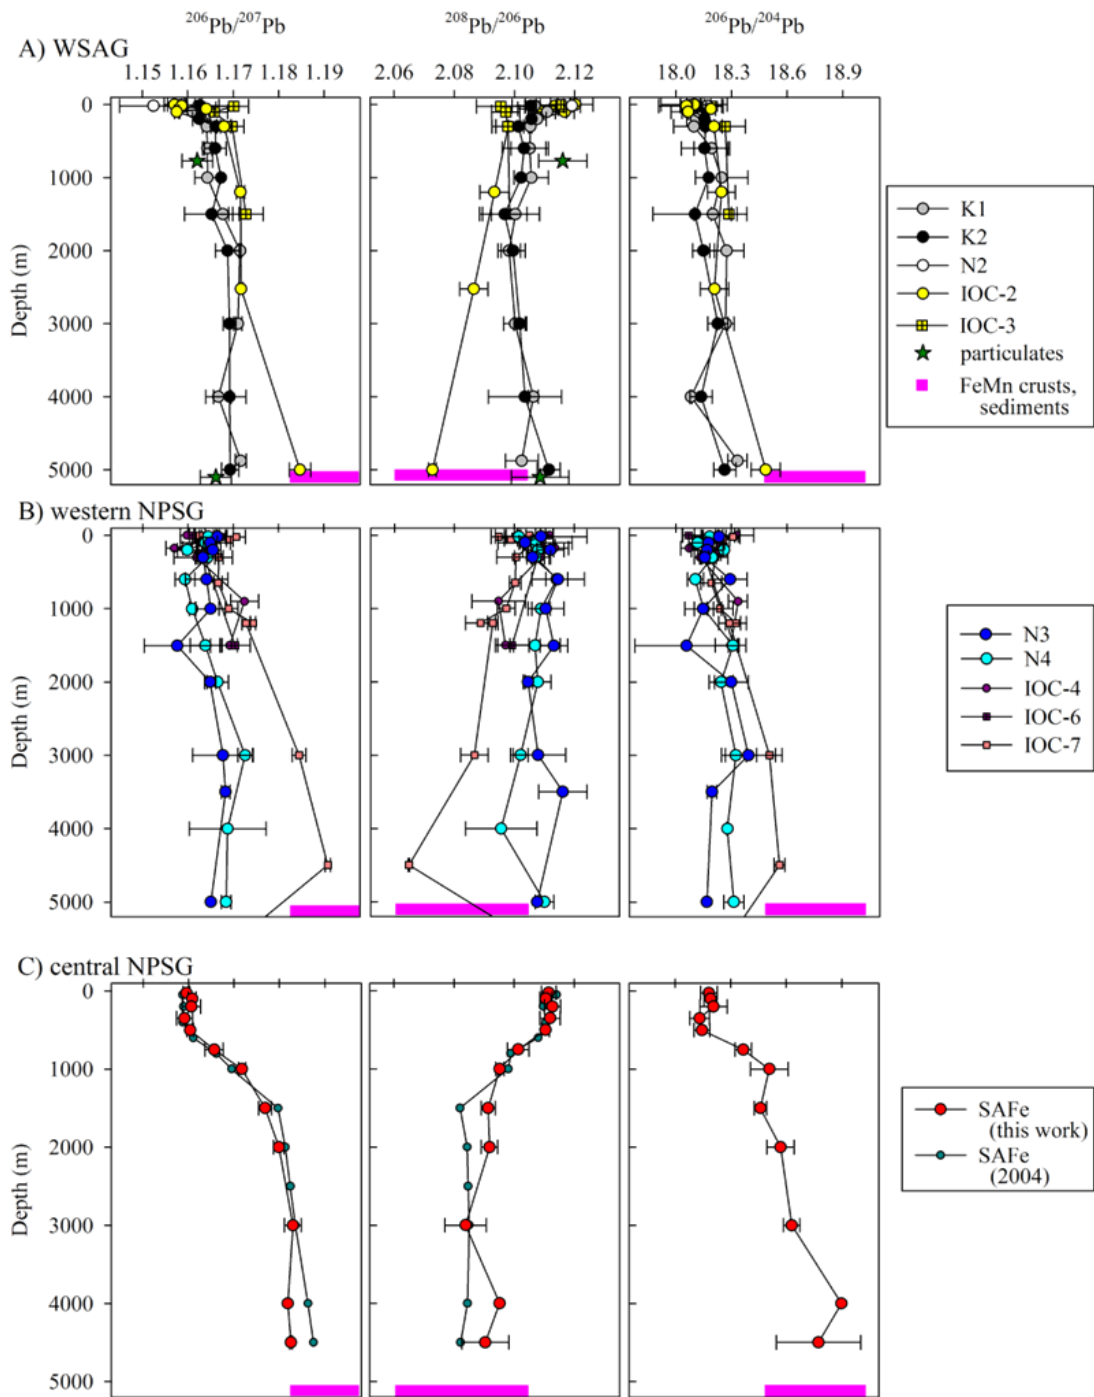 206Pb/207Pb 208Pb/206Pb 206Pb/204Pb
A) WSAG
1.15 1.16 1.17 1.18 1.19 2.06 2.08 2.10 2.12 18.0 18.3 18.6 18.9
0
1000
2000
3000
4000
5000
Depth (m)
K1
K2
N2
IOC-2
IOC-3
particulates
FeMn crusts,
sediments
B) western NPSG
0
1000
2000
3000
4000
5000
Depth (m)
N3
N4
IOC-4
IOC-6
IOC-7
C) central NPSG
0
1000
2000
3000
4000
5000
Depth (m)
SAFe
(this work)
SAFe
(2004)